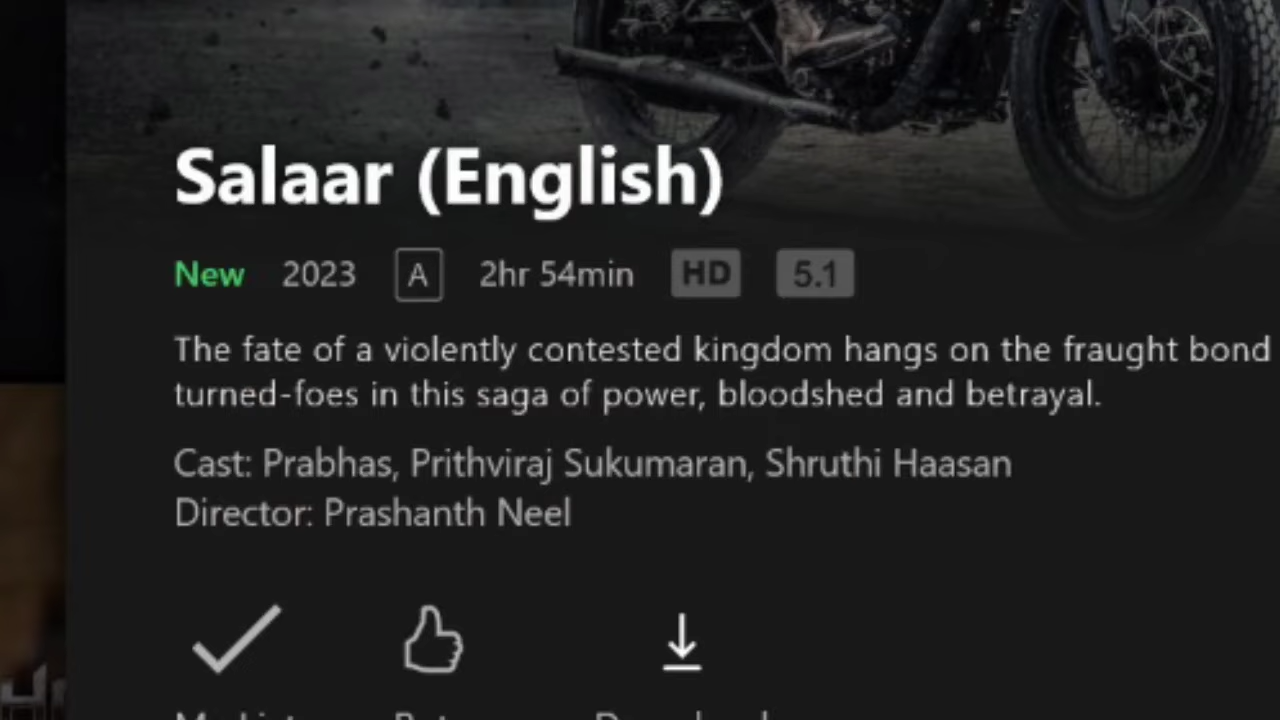 Salaar (English)
New 2023 A 2hr 54min HD 5.1
The fate of a violently contested kingdom hangs on the fraught bond
turned-foes in this saga of power, bloodshed and betrayal.
Cast: Prabhas, Prithviraj Sukumaran, Shruthi Haasan
Director: Prashanth Neel